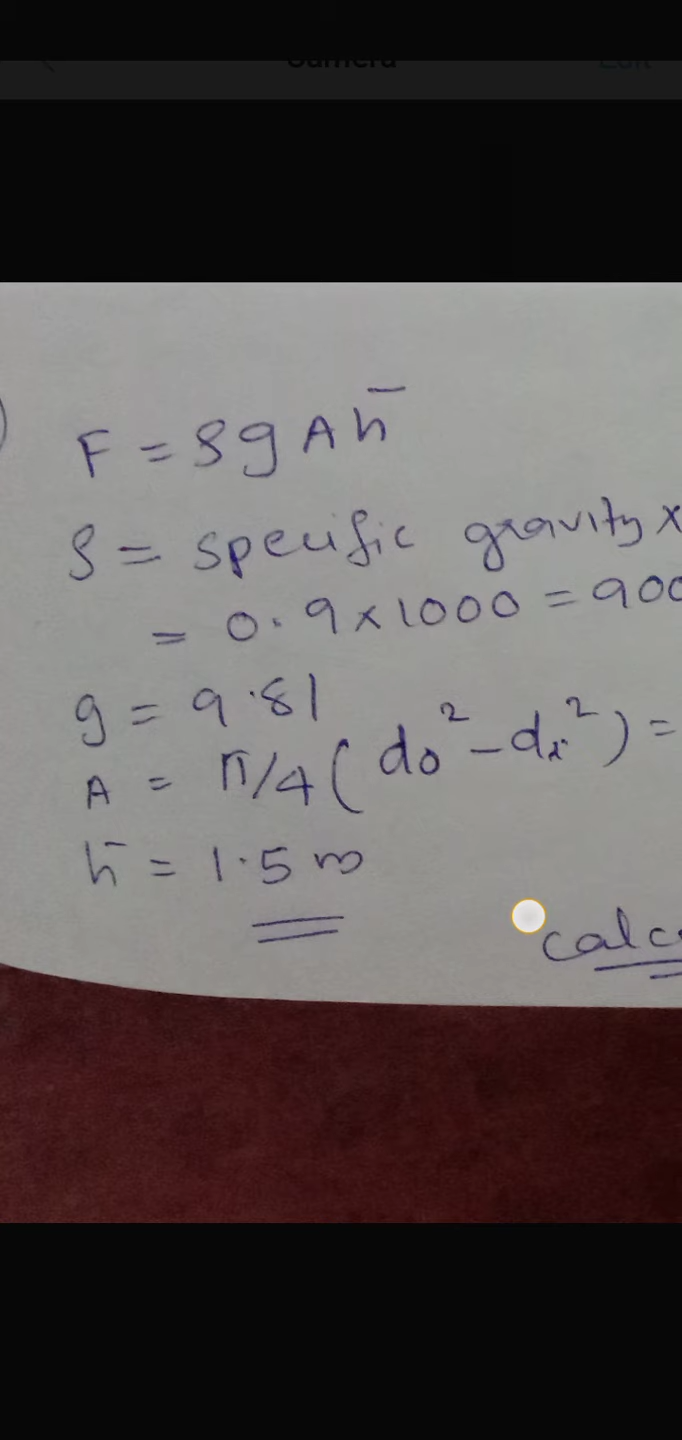 F = ρgAh̄
ρ = specific gravity x
= 0.9 x 1000 = 900
g = 9.81
A = π/4 (do² - di²) =
h̄ = 1.5 m
calc